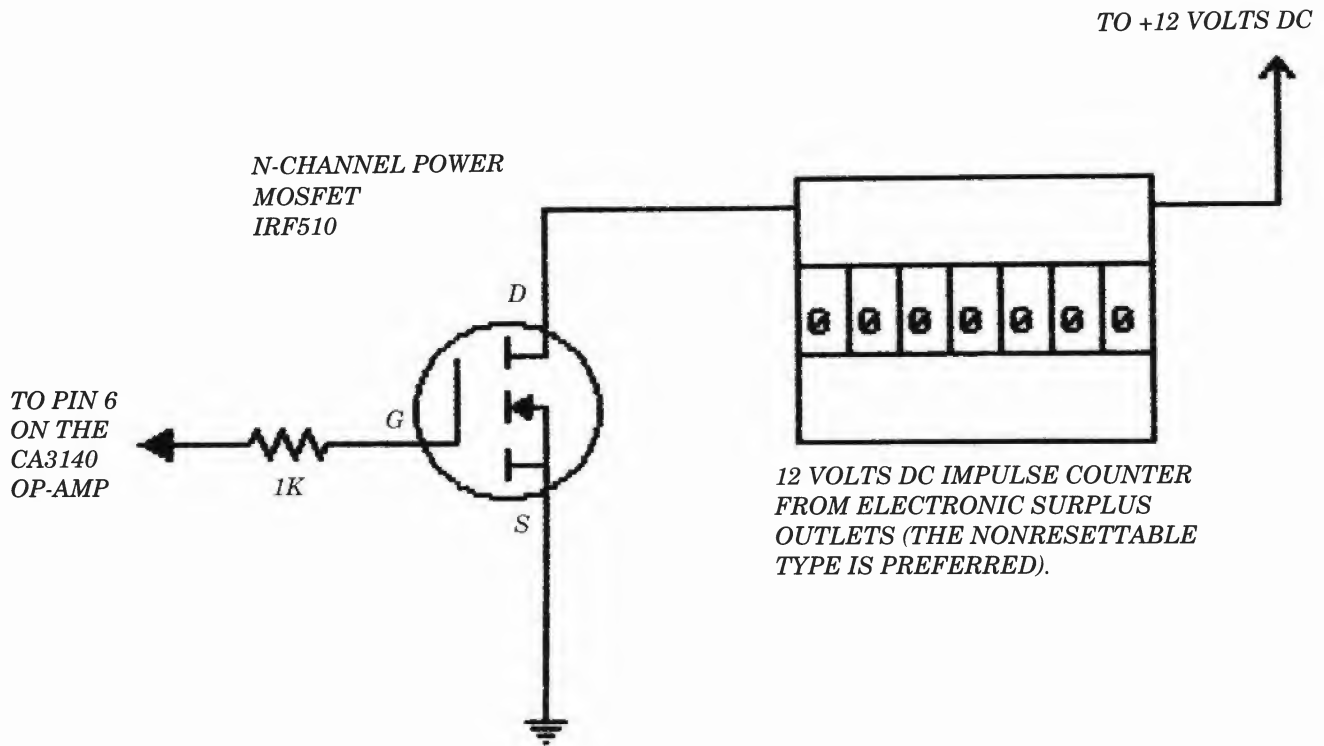 TO +12 VOLTS DC
N-CHANNEL POWER
MOSFET
IRF510
D
0 0 0 0 0 0 0
TO PIN 6
ON THE
CA3140
OP-AMP
G
1K
S
12 VOLTS DC IMPULSE COUNTER
FROM ELECTRONIC SURPLUS
OUTLETS (THE NONRESETTABLE
TYPE IS PREFERRED).